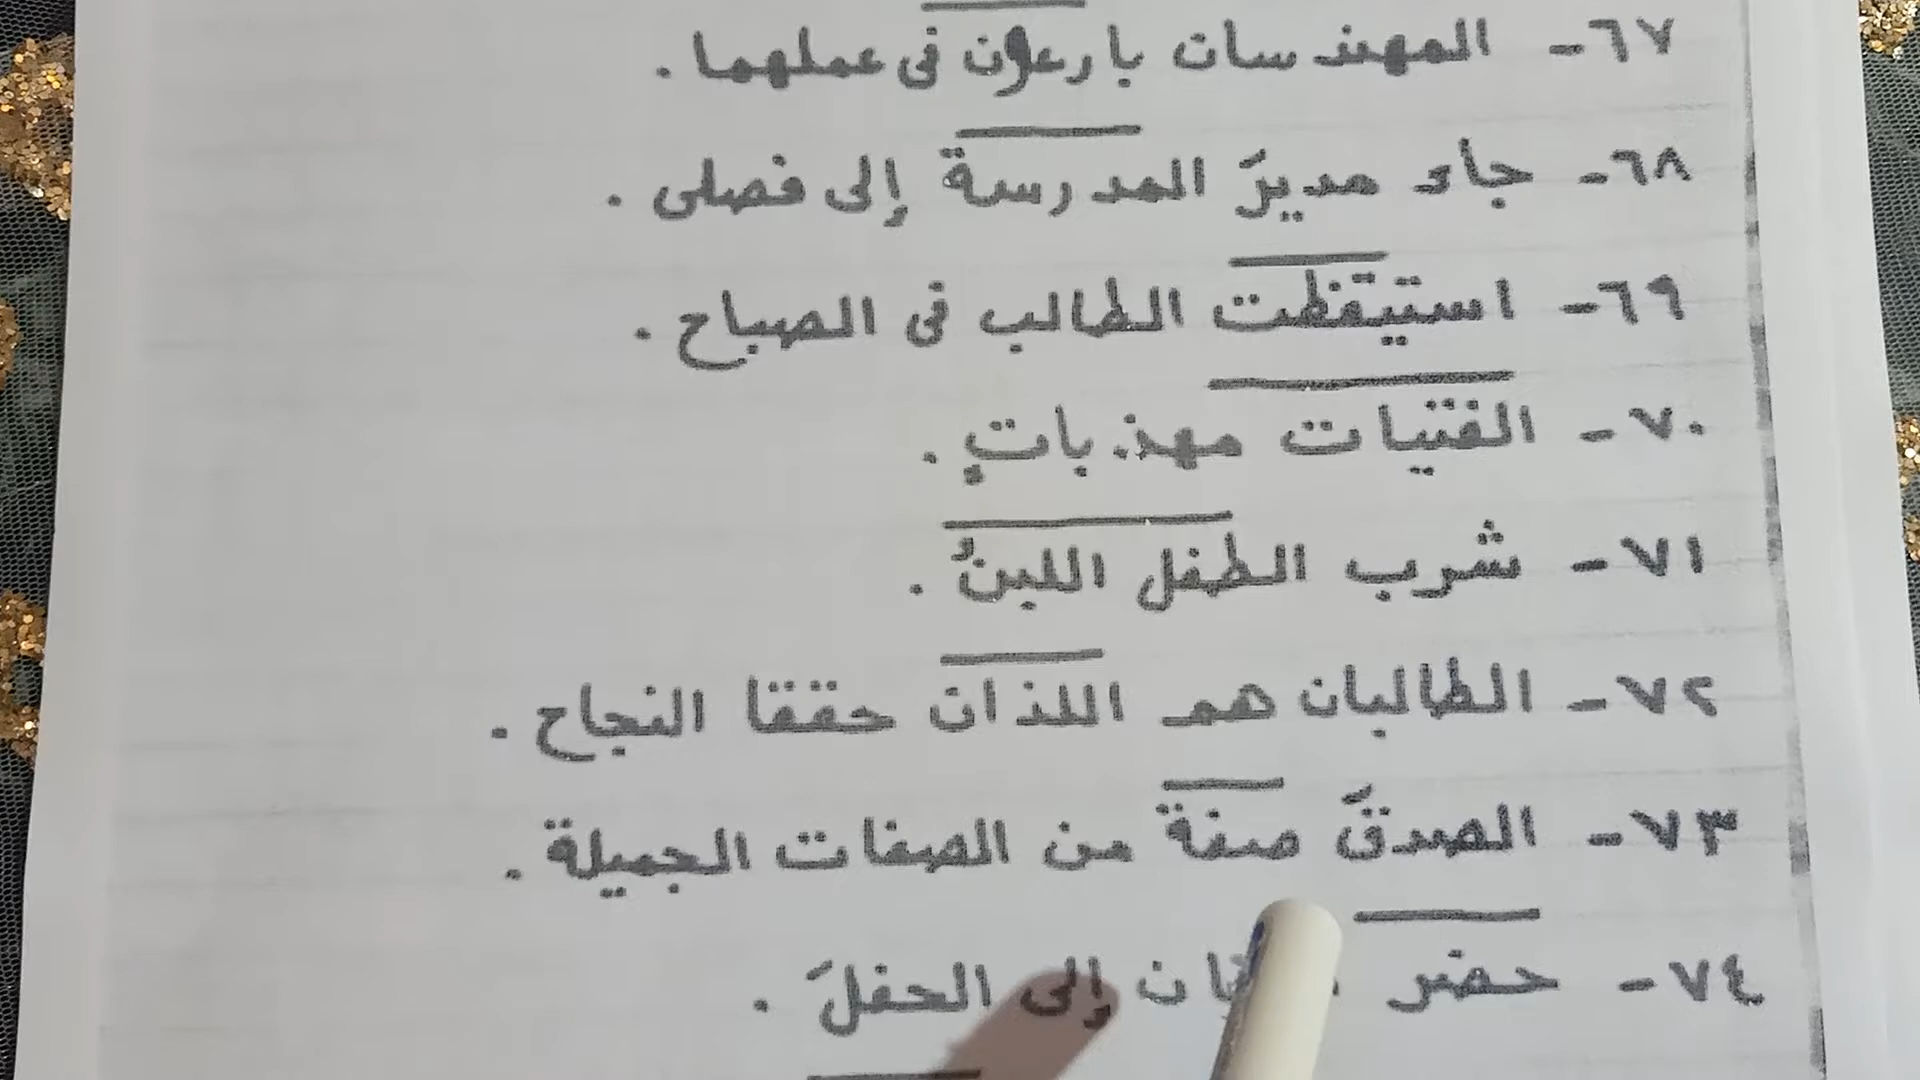 ٦٧- المهندسات بارعون فى عملهما .
٦٨- جاء مديرَ المدرسة إلى فصلى .
٦٩- استيقظت الطالب فى الصباح .
٧٠- الفتيات مهذباتٍ .
٧١- شرب الطفل اللبنُ .
٧٢- الطالبان هم اللذان حققا النجاح .
٧٣- الصدقَ صفة من الصفات الجميلة .
٧٤- حضر إلى الحفلَ .